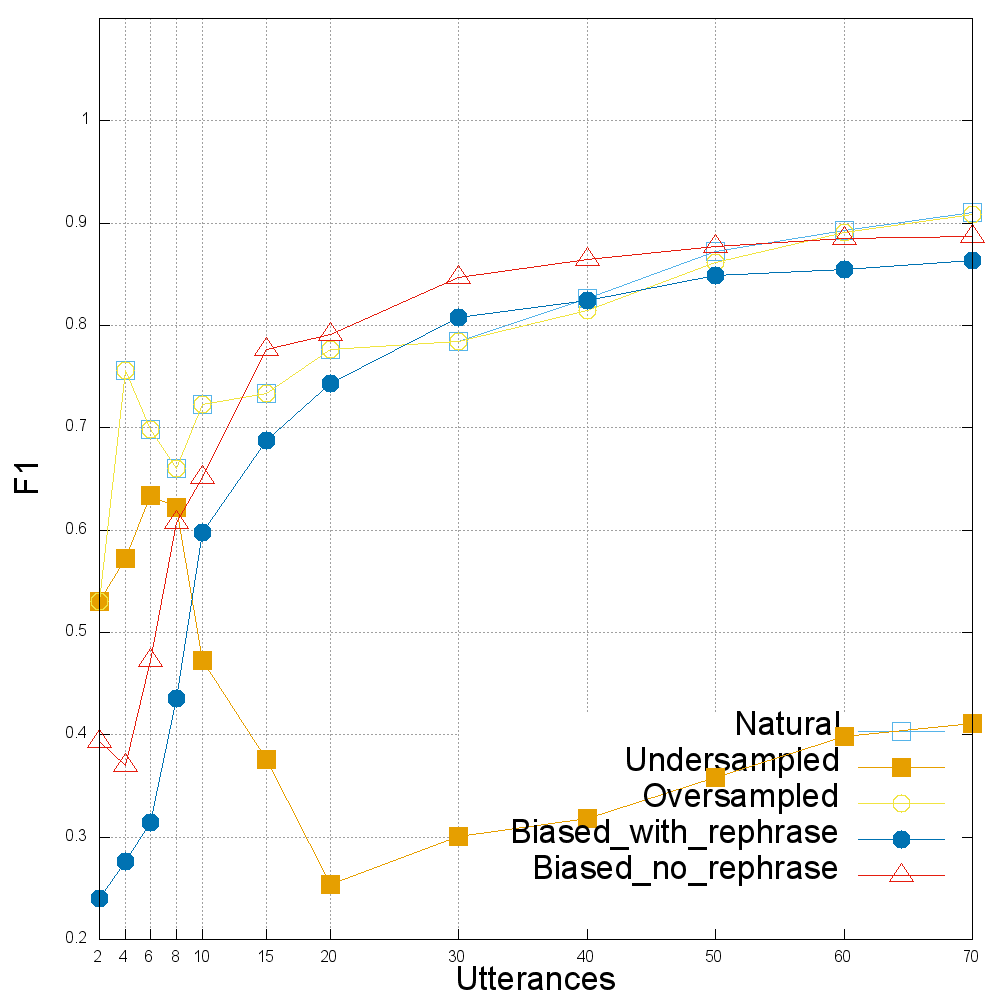 1
0.9
0.8
0.7
0.6
0.5
0.4
0.3
0.2
F1
Natural
Undersampled
Oversampled
Biased_with_rephrase
Biased_no_rephrase
2 4 6 8 10 15 20 30 40 50 60 70
Utterances